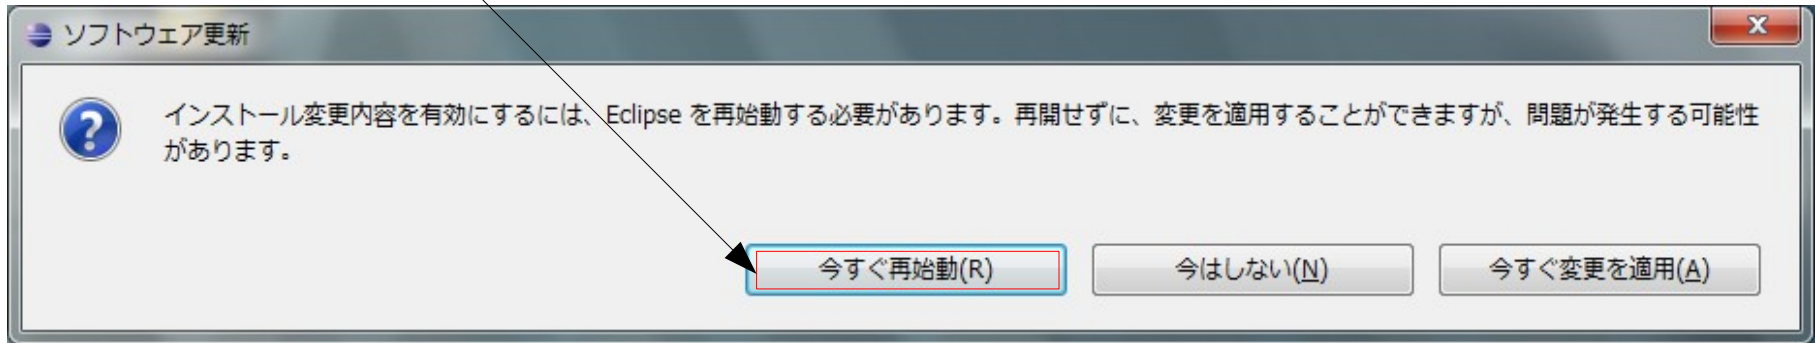 ソフトウェア更新
インストール変更内容を有効にするには、Eclipse を再始動する必要があります。再開せずに、変更を適用することができますが、問題が発生する可能性
があります。
今すぐ再始動(R) 今はしない(N) 今すぐ変更を適用(A)